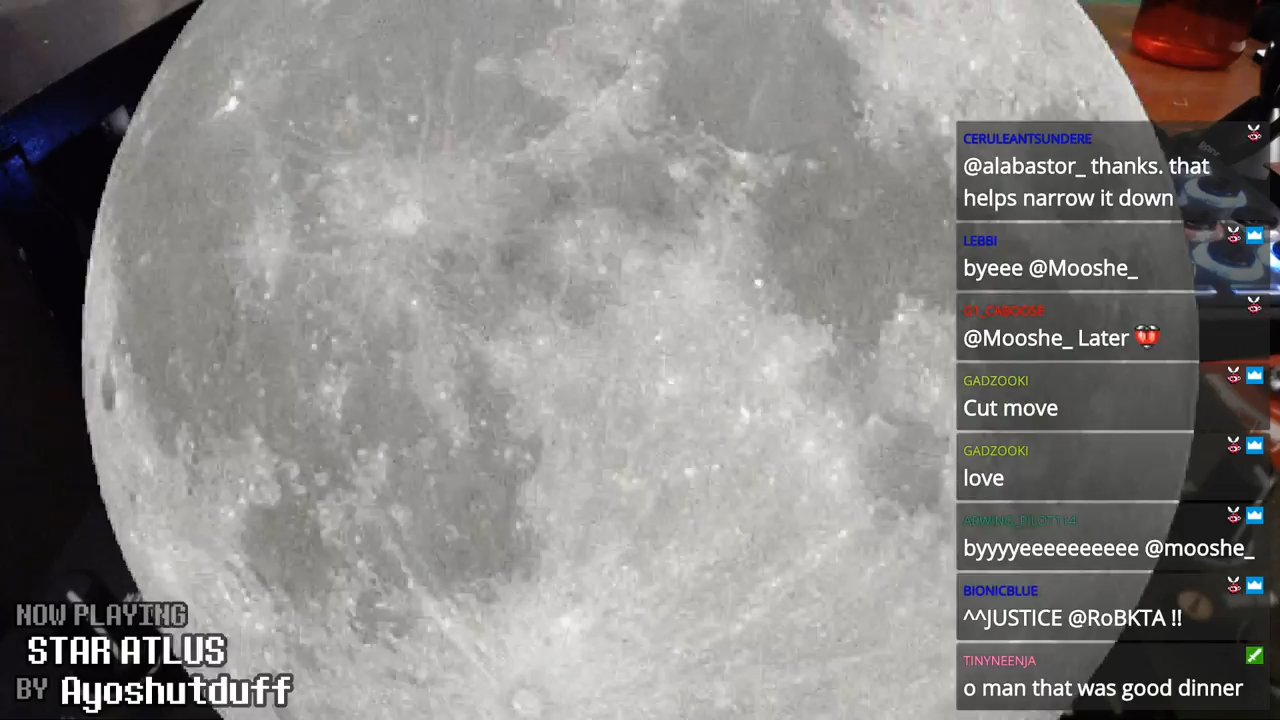 CERULEANTSUNDERE
@alabastor_ thanks. that
helps narrow it down
LEBBI
byeee @Mooshe_
G1_CABOOSE
@Mooshe_ Later
GADZOOKI
Cut move
GADZOOKI
love
ARWING_PILOT114
byyyyeeeeeeeeee @mooshe_
BIONICBLUE
^^JUSTICE @RoBKTA !!
TINYNEENJA
o man that was good dinner
NOW PLAYING
STAR ATLUS
BY Ayoshutduff